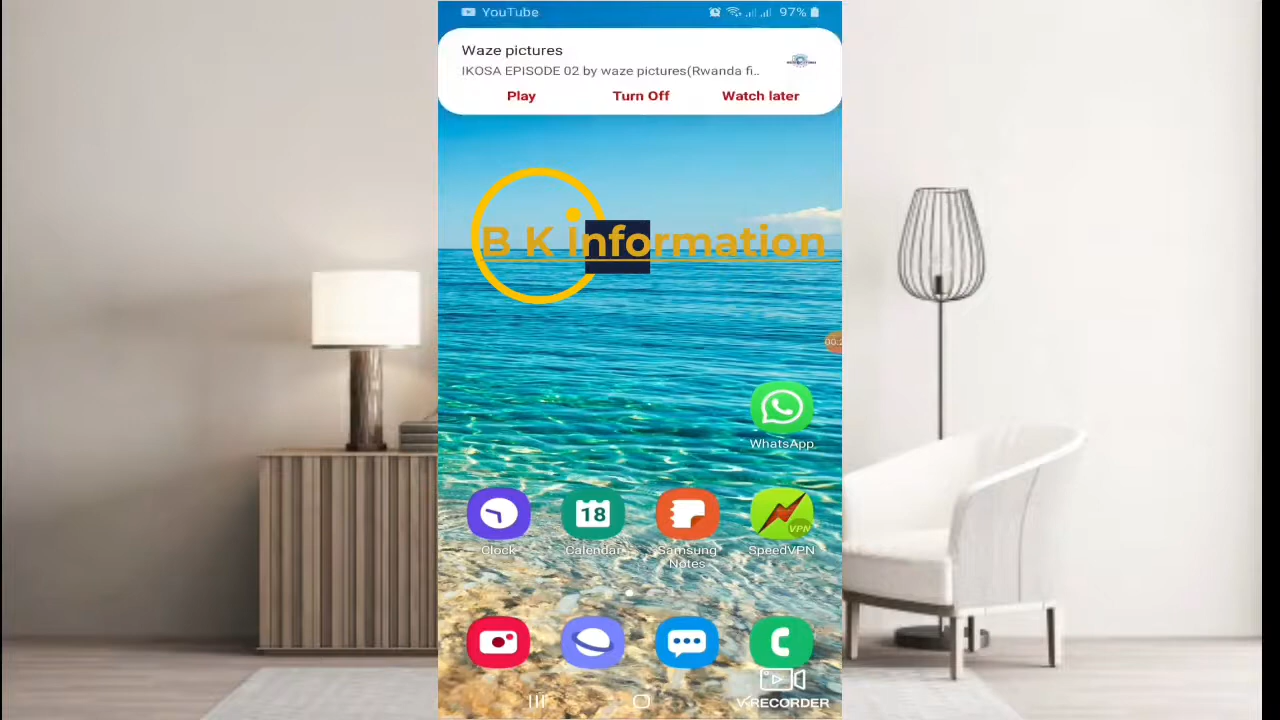 YouTube
97%
Waze pictures
IKOSA EPISODE 02 by waze pictures(Rwanda fi..
Play Turn Off Watch later
B K information
WhatsApp
18
VPN
Clock Calendar Samsung Notes SpeedVPN
V RECORDER